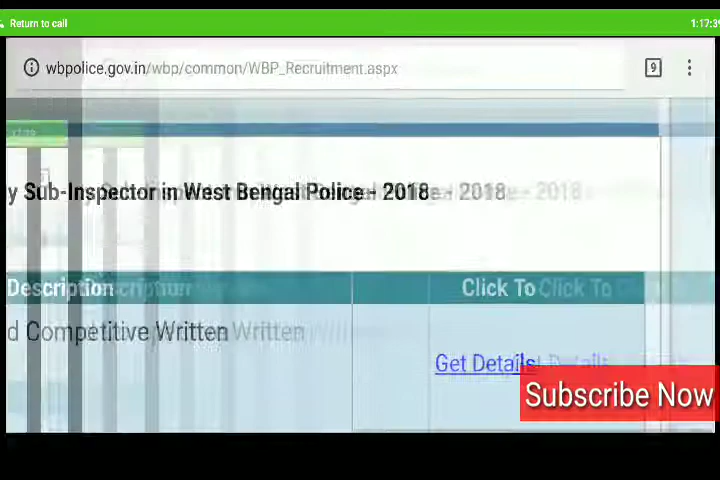 Return to call
1:17:39
wbpolice.gov.in/wbp/common/WBP_Recruitment.aspx
9
y Sub-Inspector in West Bengal Police - 2018
Description
Click To
d Competitive Written
Get Details
Subscribe Now